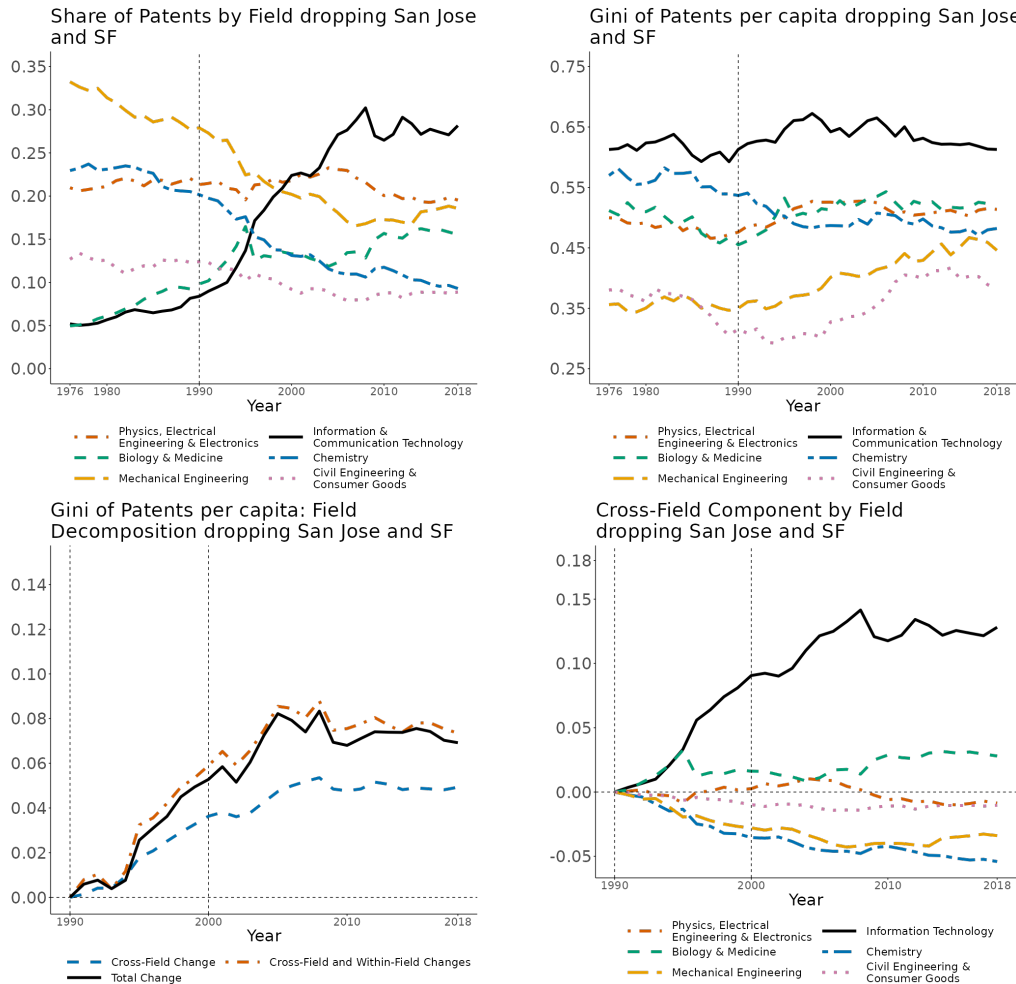 Share of Patents by Field dropping San Jose
and SF
0.35
0.30
0.25
0.20
0.15
0.10
0.05
0.00
1976 1980 1990 2000 2010 2018
Year
Physics, Electrical
Engineering & Electronics
Information &
Communication Technology
Biology & Medicine
Chemistry
Mechanical Engineering
Civil Engineering &
Consumer Goods
Gini of Patents per capita dropping San Jose
and SF
0.75
0.65
0.55
0.45
0.35
0.25
1976 1980 1990 2000 2010 2018
Year
Physics, Electrical
Engineering & Electronics
Information &
Communication Technology
Biology & Medicine
Chemistry
Mechanical Engineering
Civil Engineering &
Consumer Goods
Gini of Patents per capita: Field
Decomposition dropping San Jose and SF
0.14
0.12
0.10
0.08
0.06
0.04
0.02
0.00
1990 2000 2010 2018
Year
Cross-Field Change
Cross-Field and Within-Field Changes
Total Change
Cross-Field Component by Field
dropping San Jose and SF
0.18
0.15
0.10
0.05
0.00
-0.05
1990 2000 2010 2018
Year
Physics, Electrical
Engineering & Electronics
Information Technology
Biology & Medicine
Chemistry
Mechanical Engineering
Civil Engineering &
Consumer Goods